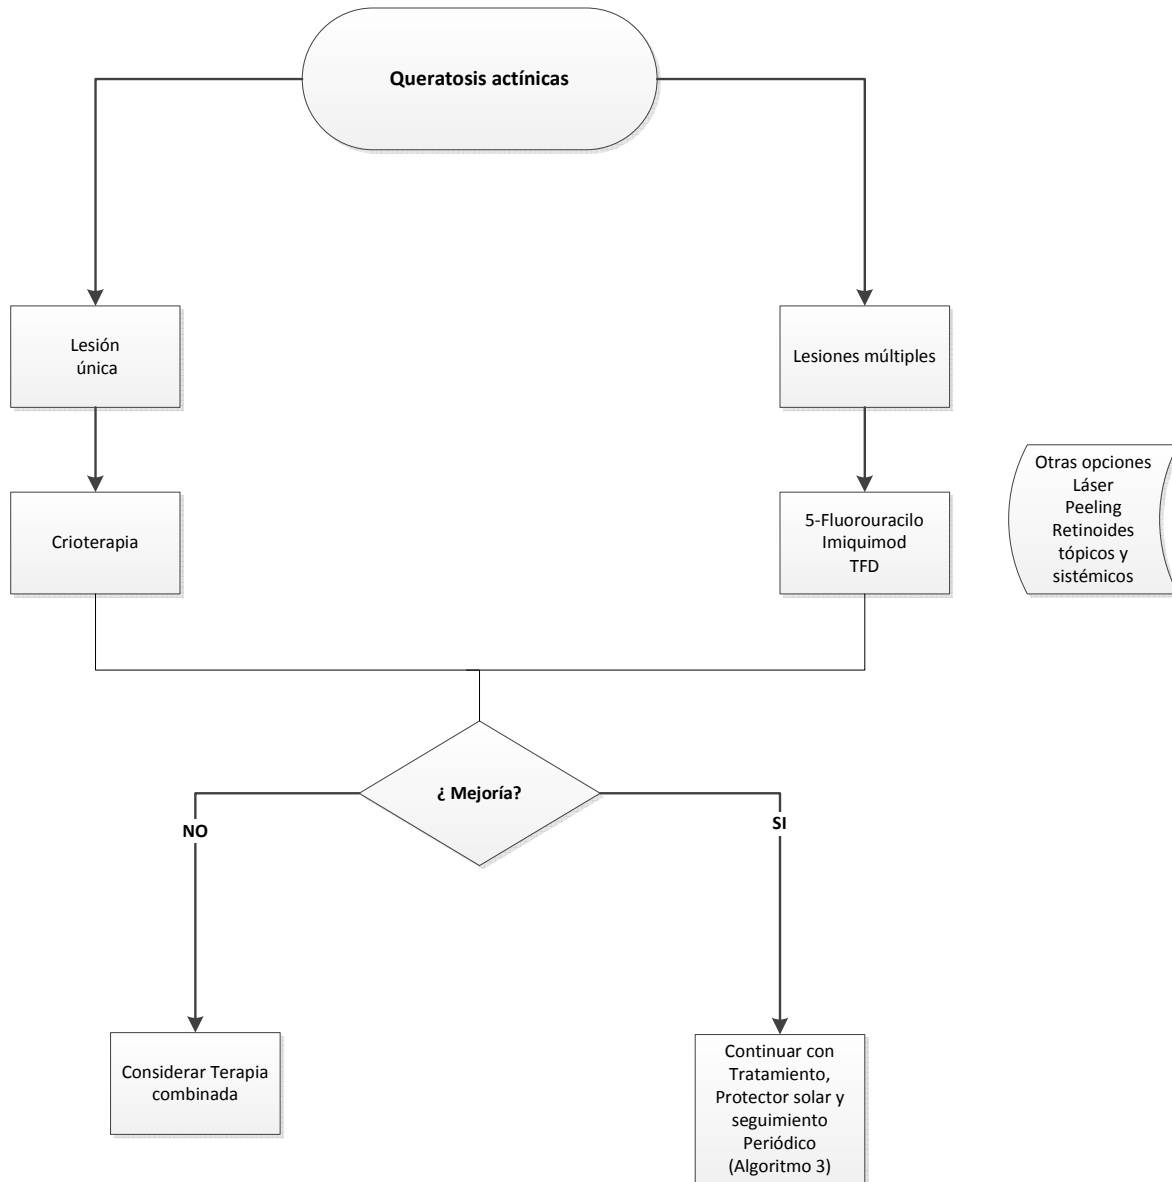 Queratosis actínicas
Lesión
única
Lesiones múltiples
Crioterapia
5-Fluorouracilo
Imiquimod
TFD
Otras opciones
Láser
Peeling
Retinoides
tópicos y
sistémicos
¿ Mejoría?
NO
SI
Considerar Terapia
combinada
Continuar con
Tratamiento,
Protector solar y
seguimiento
Periódico
(Algoritmo 3)